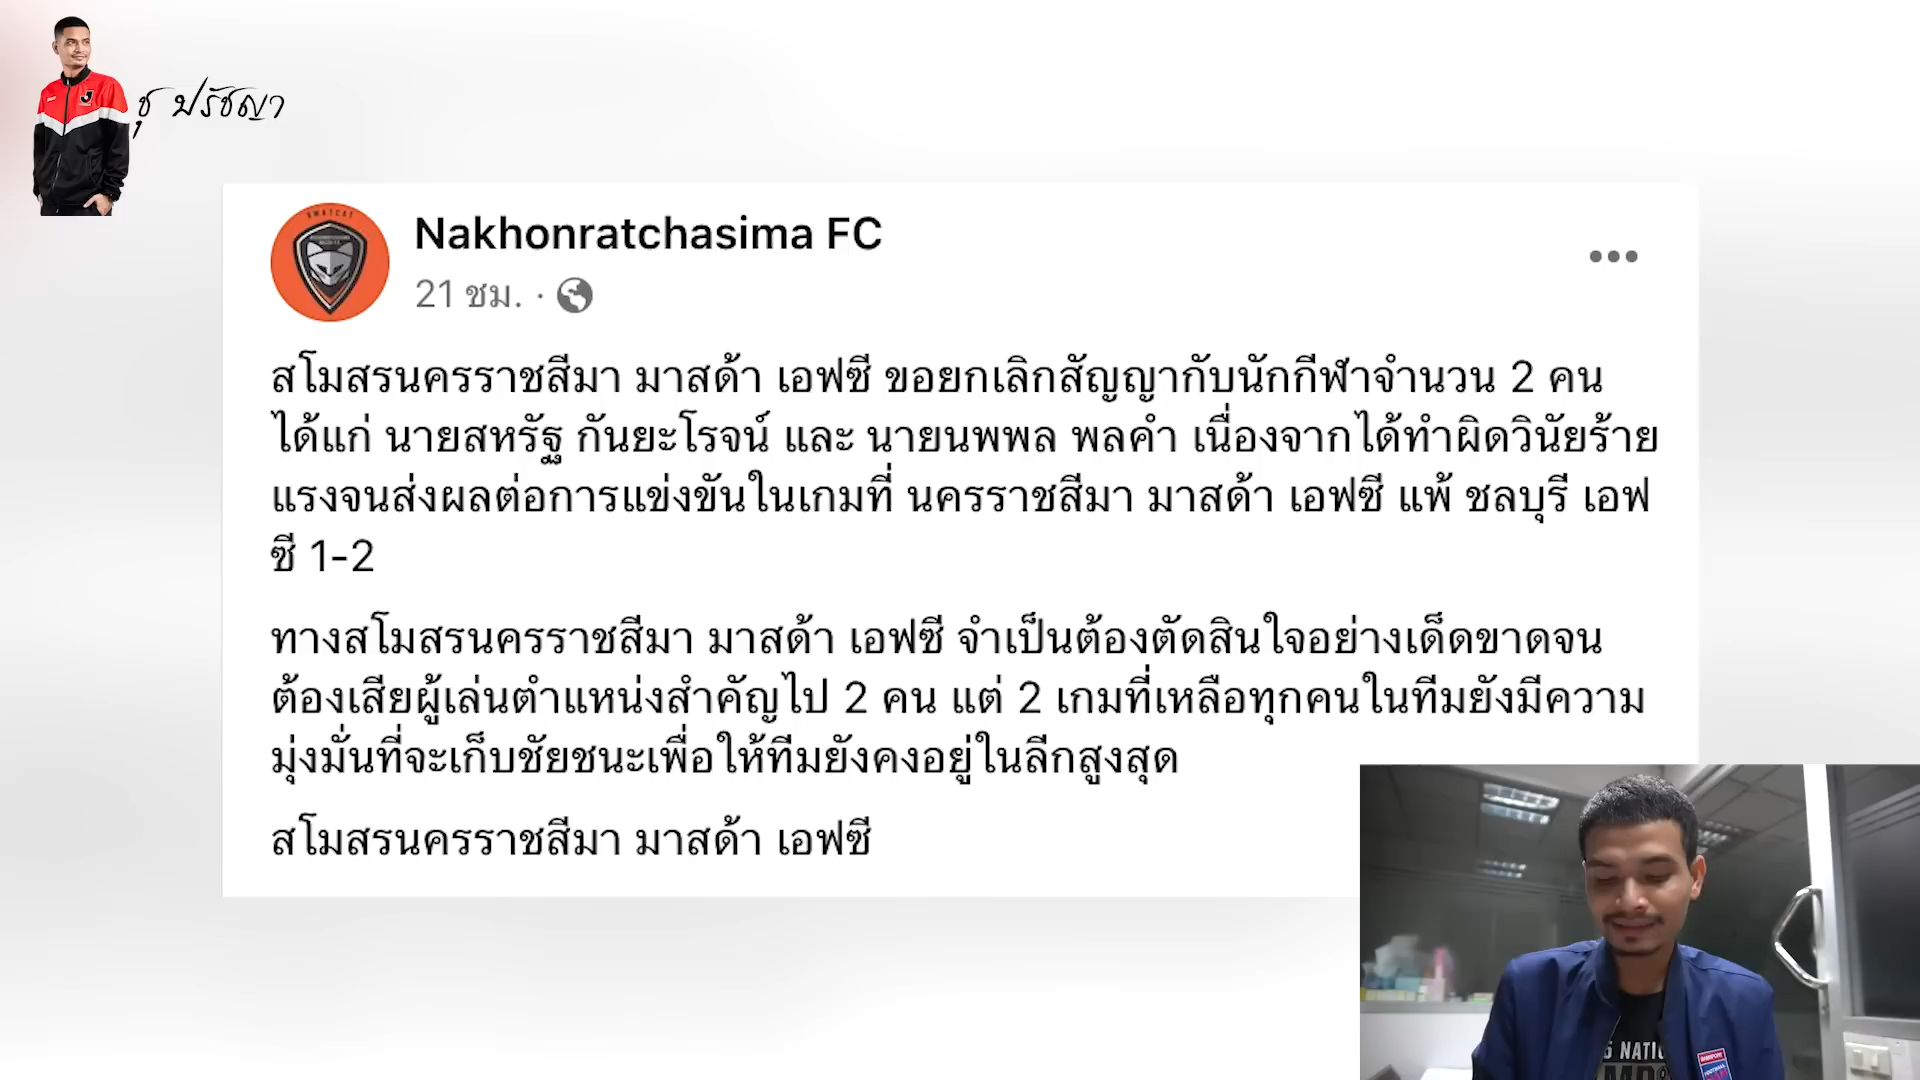 ชุ ปรัชญา
Nakhonratchasima FC
21 ชม. ·
สโมสรนครราชสีมา มาสด้า เอฟซี ขอยกเลิกสัญญากับนักกีฬาจำนวน 2 คน
ได้แก่ นายสหรัฐ กันยะโรจน์ และ นายนพพล พลคำ เนื่องจากได้ทำผิดวินัยร้าย
แรงจนส่งผลต่อการแข่งขันในเกมที่ นครราชสีมา มาสด้า เอฟซี แพ้ ชลบุรี เอฟ
ซี 1-2
ทางสโมสรนครราชสีมา มาสด้า เอฟซี จำเป็นต้องตัดสินใจอย่างเด็ดขาดจน
ต้องเสียผู้เล่นตำแหน่งสำคัญไป 2 คน แต่ 2 เกมที่เหลือทุกคนในทีมยังมีความ
มุ่งมั่นที่จะเก็บชัยชนะเพื่อให้ทีมยังคงอยู่ในลีกสูงสุด
สโมสรนครราชสีมา มาสด้า เอฟซี